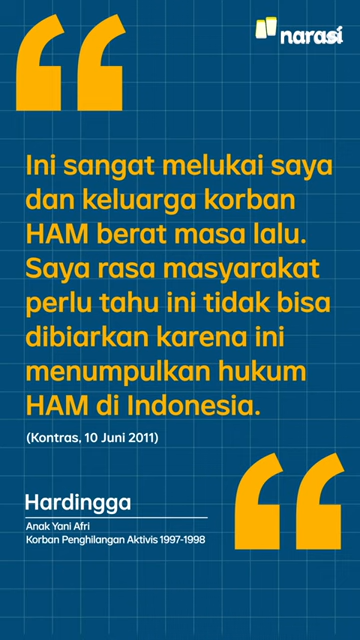 narasi
Ini sangat melukai saya
dan keluarga korban
HAM berat masa lalu.
Saya rasa masyarakat
perlu tahu ini tidak bisa
dibiarkan karena ini
menumpulkan hukum
HAM di Indonesia.
(Kontras, 10 Juni 2011)
Hardingga
Anak Yani Afri
Korban Penghilangan Aktivis 1997-1998